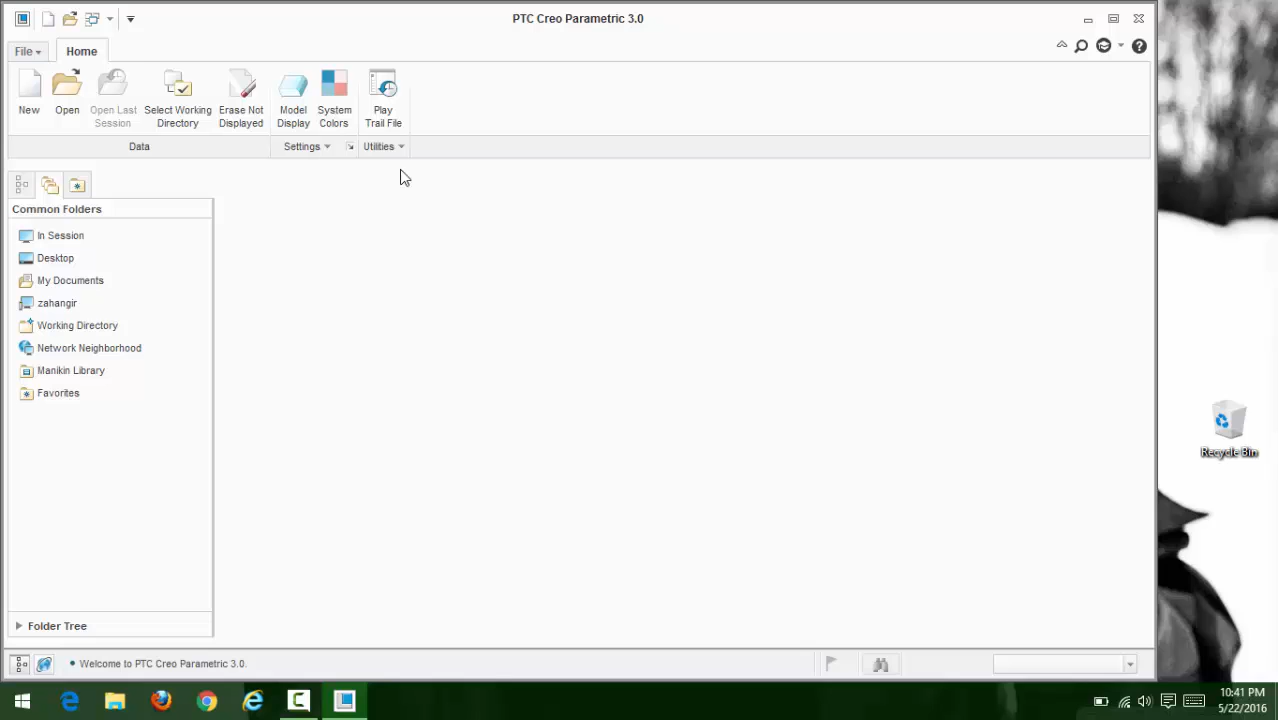 PTC Creo Parametric 3.0
File
Home
New
Open
Open Last
Session
Select Working
Directory
Erase Not
Displayed
Model
Display
System
Colors
Play
Trail File
Data
Settings
Utilities
Common Folders
In Session
Desktop
My Documents
zahangir
Working Directory
Network Neighborhood
Manikin Library
Favorites
Folder Tree
Recycle Bin
• Welcome to PTC Creo Parametric 3.0.
10:41 PM
5/22/2016